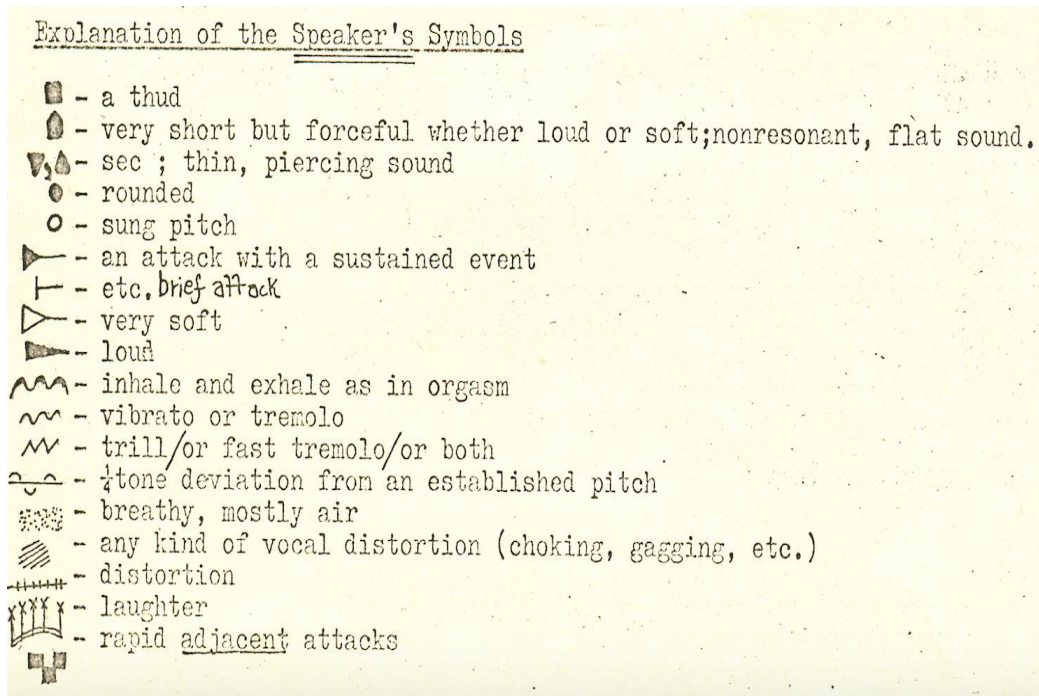 Explanation of the Speaker's Symbols
- a thud
- very short but forceful whether loud or soft;nonresonant, flat sound.
- sec ; thin, piercing sound
- rounded
- sung pitch
- an attack with a sustained event
- etc. brief attack
- very soft
- loud
- inhale and exhale as in orgasm
- vibrato or tremolo
- trill/or fast tremolo/or both
- ¼tone deviation from an established pitch
- breathy, mostly air
- any kind of vocal distortion (choking, gagging, etc.)
- distortion
- laughter
- rapid adjacent attacks